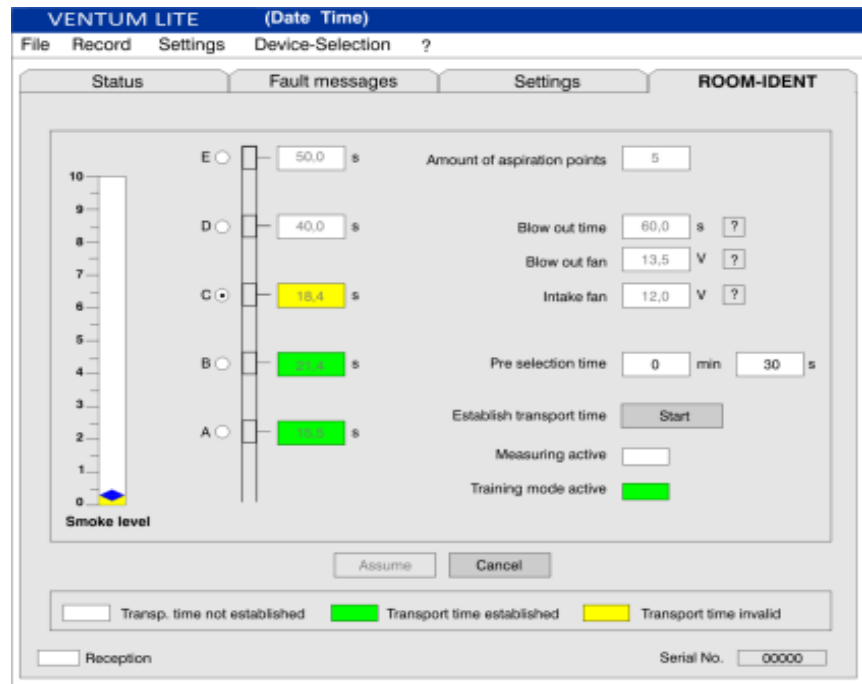 VENTUM LITE (Date Time)
File Record Settings Device-Selection ?
Status Fault messages Settings ROOM-IDENT
E 50,0 s Amount of aspiration points 5
10
9
D 40,0 s Blow out time 60,0 s ?
8
Blow out fan 13,5 V ?
7
C 18,4 s Intake fan 12,0 V ?
6
5
B 21,4 s Pre selection time 0 min 30 s
4
3
Establish transport time Start
A s
2
Measuring active
1
Training mode active
0
Smoke level
Assume Cancel
Transp. time not established Transport time established Transport time invalid
Reception Serial No. 00000